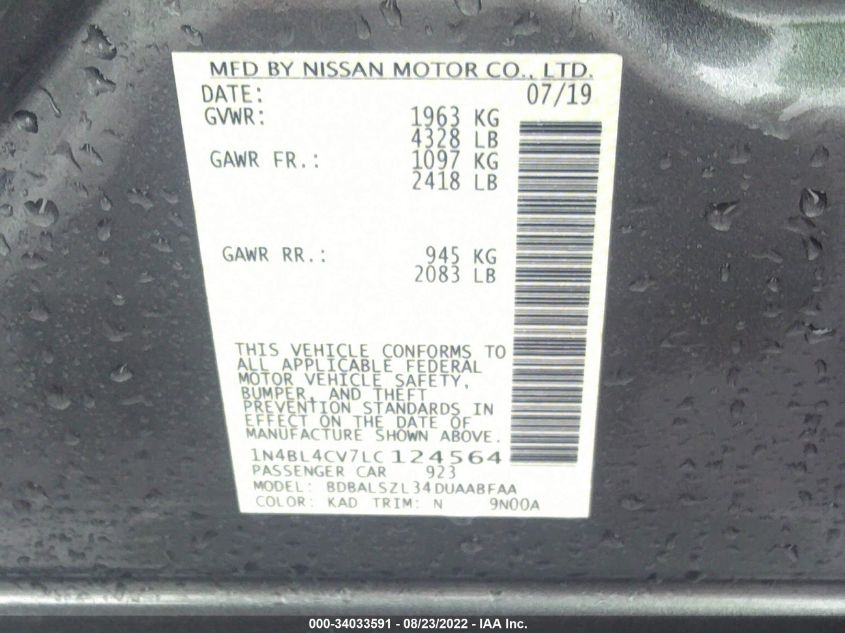 MFD BY NISSAN MOTOR CO., LTD.
DATE: 07/19
GVWR: 1963 KG
4328 LB
GAWR FR.: 1097 KG
2418 LB
GAWR RR.: 945 KG
2083 LB
THIS VEHICLE CONFORMS TO
ALL APPLICABLE FEDERAL
MOTOR VEHICLE SAFETY,
BUMPER, AND THEFT
PREVENTION STANDARDS IN
EFFECT ON THE DATE OF
MANUFACTURE SHOWN ABOVE.
1N4BL4CV7LC124564
PASSENGER CAR 923
MODEL: BDBALSZL34DUAABFAA
COLOR: KAD TRIM: N 9N00A
000-34033591 - 08/23/2022 - IAA Inc.